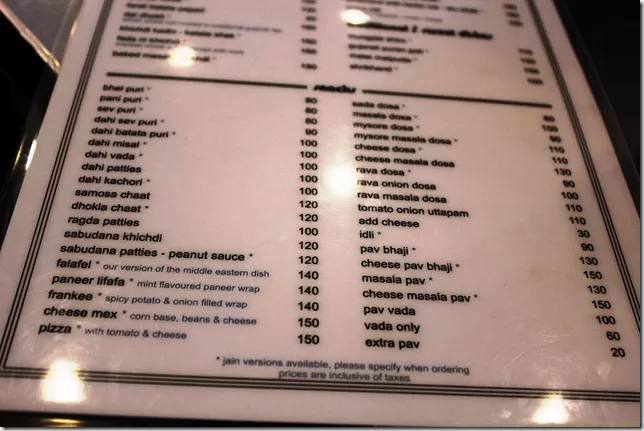 baked masala
snacks
bhel puri * 80
pani puri * 80
sev puri * 80
dahi sev puri * 90
dahi batata puri * 100
dahi misal * 100
dahi vada * 100
dahi patties 100
dahi kachori * 100
samosa chaat 120
dhokla chaat * 120
ragda patties 100
sabudana khichdi 120
sabudana patties - peanut sauce * 120
falafel * our version of the middle eastern dish 140
paneer lifafa * mint flavoured paneer wrap 140
frankee * spicy potato & onion filled wrap 140
cheese mex * corn base, beans & cheese 150
pizza * with tomato & cheese 150
sada dosa * 80
masala dosa * 100
mysore dosa * 90
mysore masala dosa * 110
cheese dosa * 110
cheese masala dosa 130
rava dosa * 90
rava onion dosa 100
rava masala dosa 110
tomato onion uttapam 110
add cheese 30
idli * 90
pav bhaji * 130
cheese pav bhaji * 150
masala pav * 130
cheese masala pav * 150
pav vada 100
vada only 60
extra pav 20
* jain versions available, please specify when ordering
prices are inclusive of taxes